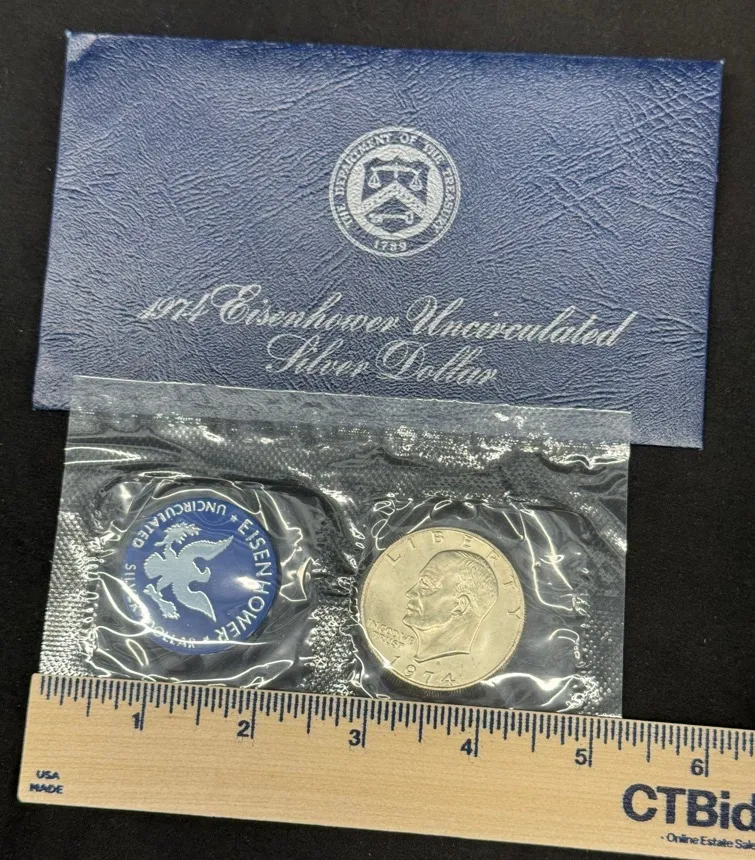 THE DEPARTMENT OF THE TREASURY
1789
1974 Eisenhower Uncirculated
Silver Dollar
EISENHOWER
UNCIRCULATED
SILVER DOLLAR
LIBERTY
IN GOD WE
TRUST
1974
1 2 3 4 5 6
USA
MADE
CTBid
- Online Estate Sal